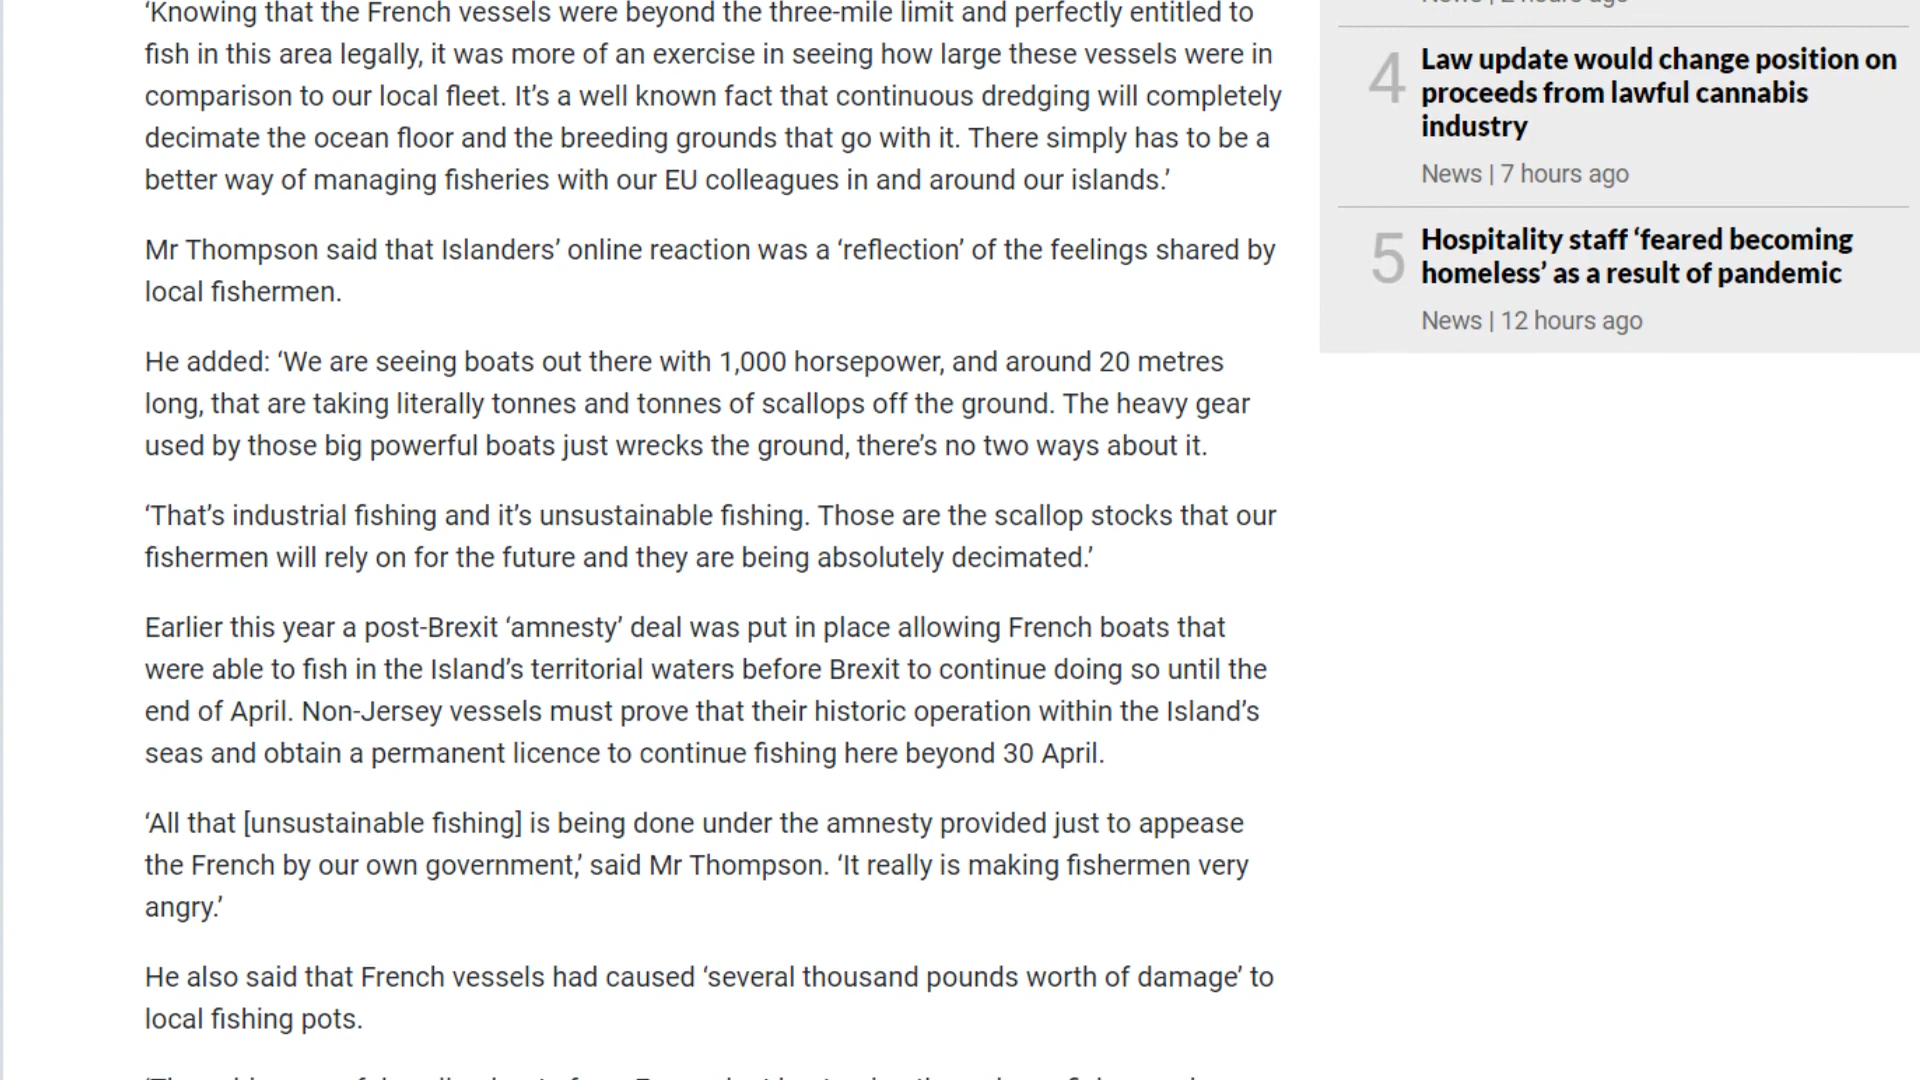 ‘Knowing that the French vessels were beyond the three-mile limit and perfectly entitled to
fish in this area legally, it was more of an exercise in seeing how large these vessels were in
comparison to our local fleet. It’s a well known fact that continuous dredging will completely
decimate the ocean floor and the breeding grounds that go with it. There simply has to be a
better way of managing fisheries with our EU colleagues in and around our islands.’
Mr Thompson said that Islanders’ online reaction was a ‘reflection’ of the feelings shared by
local fishermen.
He added: ‘We are seeing boats out there with 1,000 horsepower, and around 20 metres
long, that are taking literally tonnes and tonnes of scallops off the ground. The heavy gear
used by those big powerful boats just wrecks the ground, there’s no two ways about it.
‘That’s industrial fishing and it’s unsustainable fishing. Those are the scallop stocks that our
fishermen will rely on for the future and they are being absolutely decimated.’
Earlier this year a post-Brexit ‘amnesty’ deal was put in place allowing French boats that
were able to fish in the Island’s territorial waters before Brexit to continue doing so until the
end of April. Non-Jersey vessels must prove that their historic operation within the Island’s
seas and obtain a permanent licence to continue fishing here beyond 30 April.
‘All that [unsustainable fishing] is being done under the amnesty provided just to appease
the French by our own government,’ said Mr Thompson. ‘It really is making fishermen very
angry.’
He also said that French vessels had caused ‘several thousand pounds worth of damage’ to
local fishing pots.
4
Law update would change position on
proceeds from lawful cannabis
industry
News | 7 hours ago
5
Hospitality staff ‘feared becoming
homeless’ as a result of pandemic
News | 12 hours ago